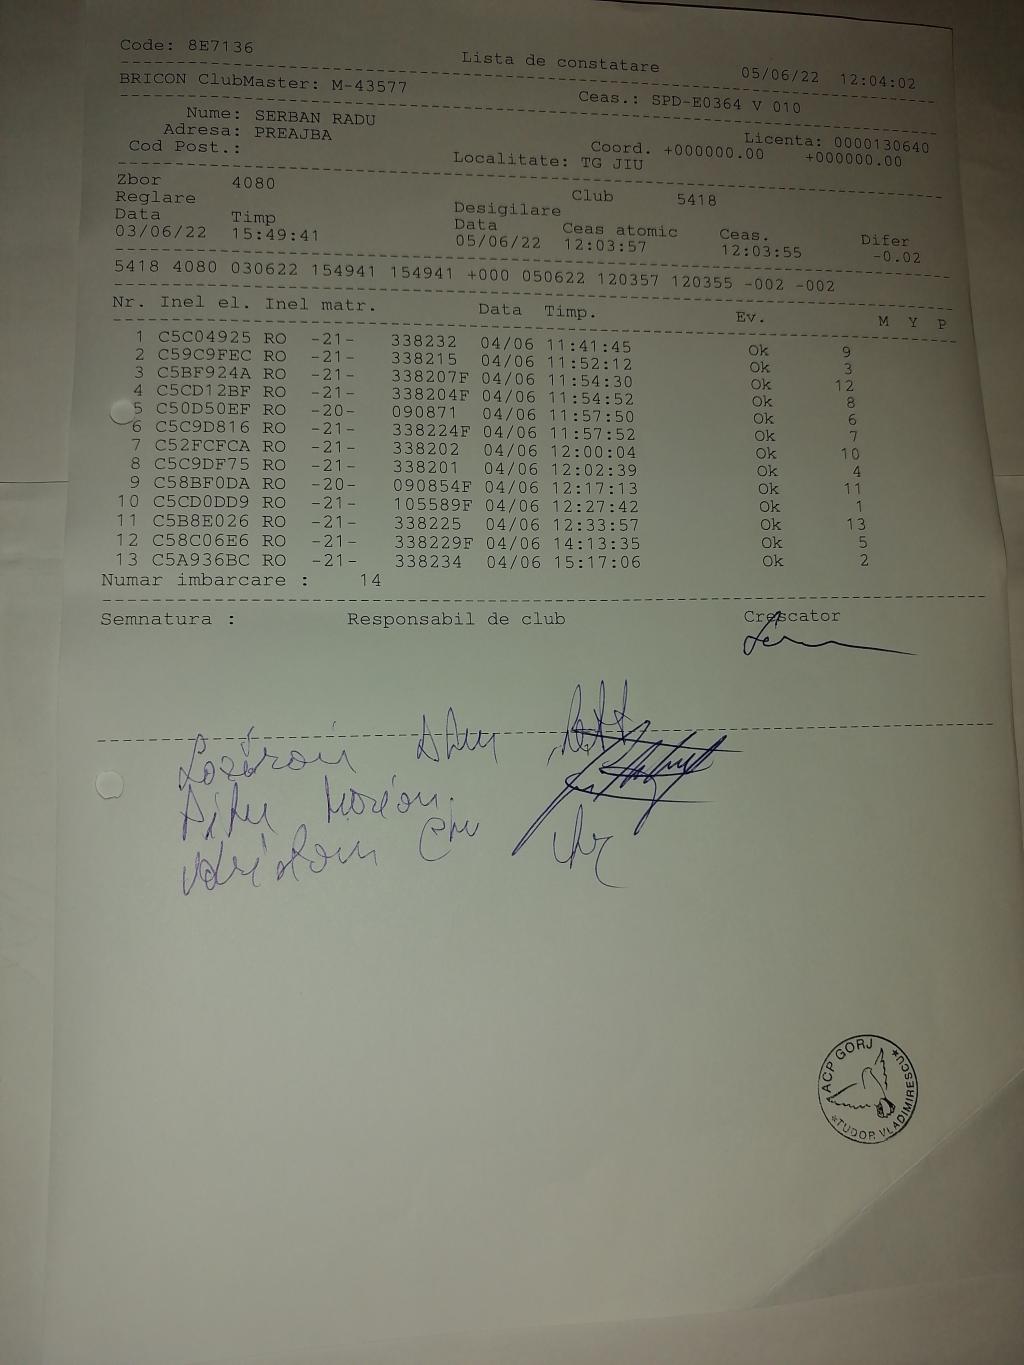 Code: 8E7136 Lista de constatare 05/06/22 12:04:02
BRICON ClubMaster: M-43577 Ceas.: SPD-E0364 V 010
Nume: SERBAN RADU Licenta: 0000130640
Adresa: PREAJBA Coord. +000000.00 +000000.00
Cod Post.: Localitate: TG JIU
Zbor 4080 Club 5418
Reglare Desigilare
Data Timp Data Ceas atomic Ceas. Difer
03/06/22 15:49:41 05/06/22 12:03:57 12:03:55 -0.02
5418 4080 030622 154941 154941 +000 050622 120357 120355 -002 -002
Nr. Inel el. Inel matr. Data Timp. Ev. M Y P
1 C5C04925 RO -21- 338232 04/06 11:41:45 Ok 9
2 C59C9FEC RO -21- 338215 04/06 11:52:12 Ok 3
3 C5BF924A RO -21- 338207F 04/06 11:54:30 Ok 12
4 C5CD12BF RO -21- 338204F 04/06 11:54:52 Ok 8
5 C50D50EF RO -20- 090871 04/06 11:57:50 Ok 6
6 C5C9D816 RO -21- 338224F 04/06 11:57:52 Ok 7
7 C52FCFCA RO -21- 338202 04/06 12:00:04 Ok 10
8 C5C9DF75 RO -21- 338201 04/06 12:02:39 Ok 4
9 C58BF0DA RO -20- 090854F 04/06 12:17:13 Ok 11
10 C5CD0DD9 RO -21- 105589F 04/06 12:27:42 Ok 1
11 C5B8E026 RO -21- 338225 04/06 12:33:57 Ok 13
12 C58C06E6 RO -21- 338229F 04/06 14:13:35 Ok 5
13 C5A936BC RO -21- 338234 04/06 15:17:06 Ok 2
Numar imbarcare : 14
Semnatura : Responsabil de club Crescator
ACP GORJ
*TUDOR VLADIMIRESCU*